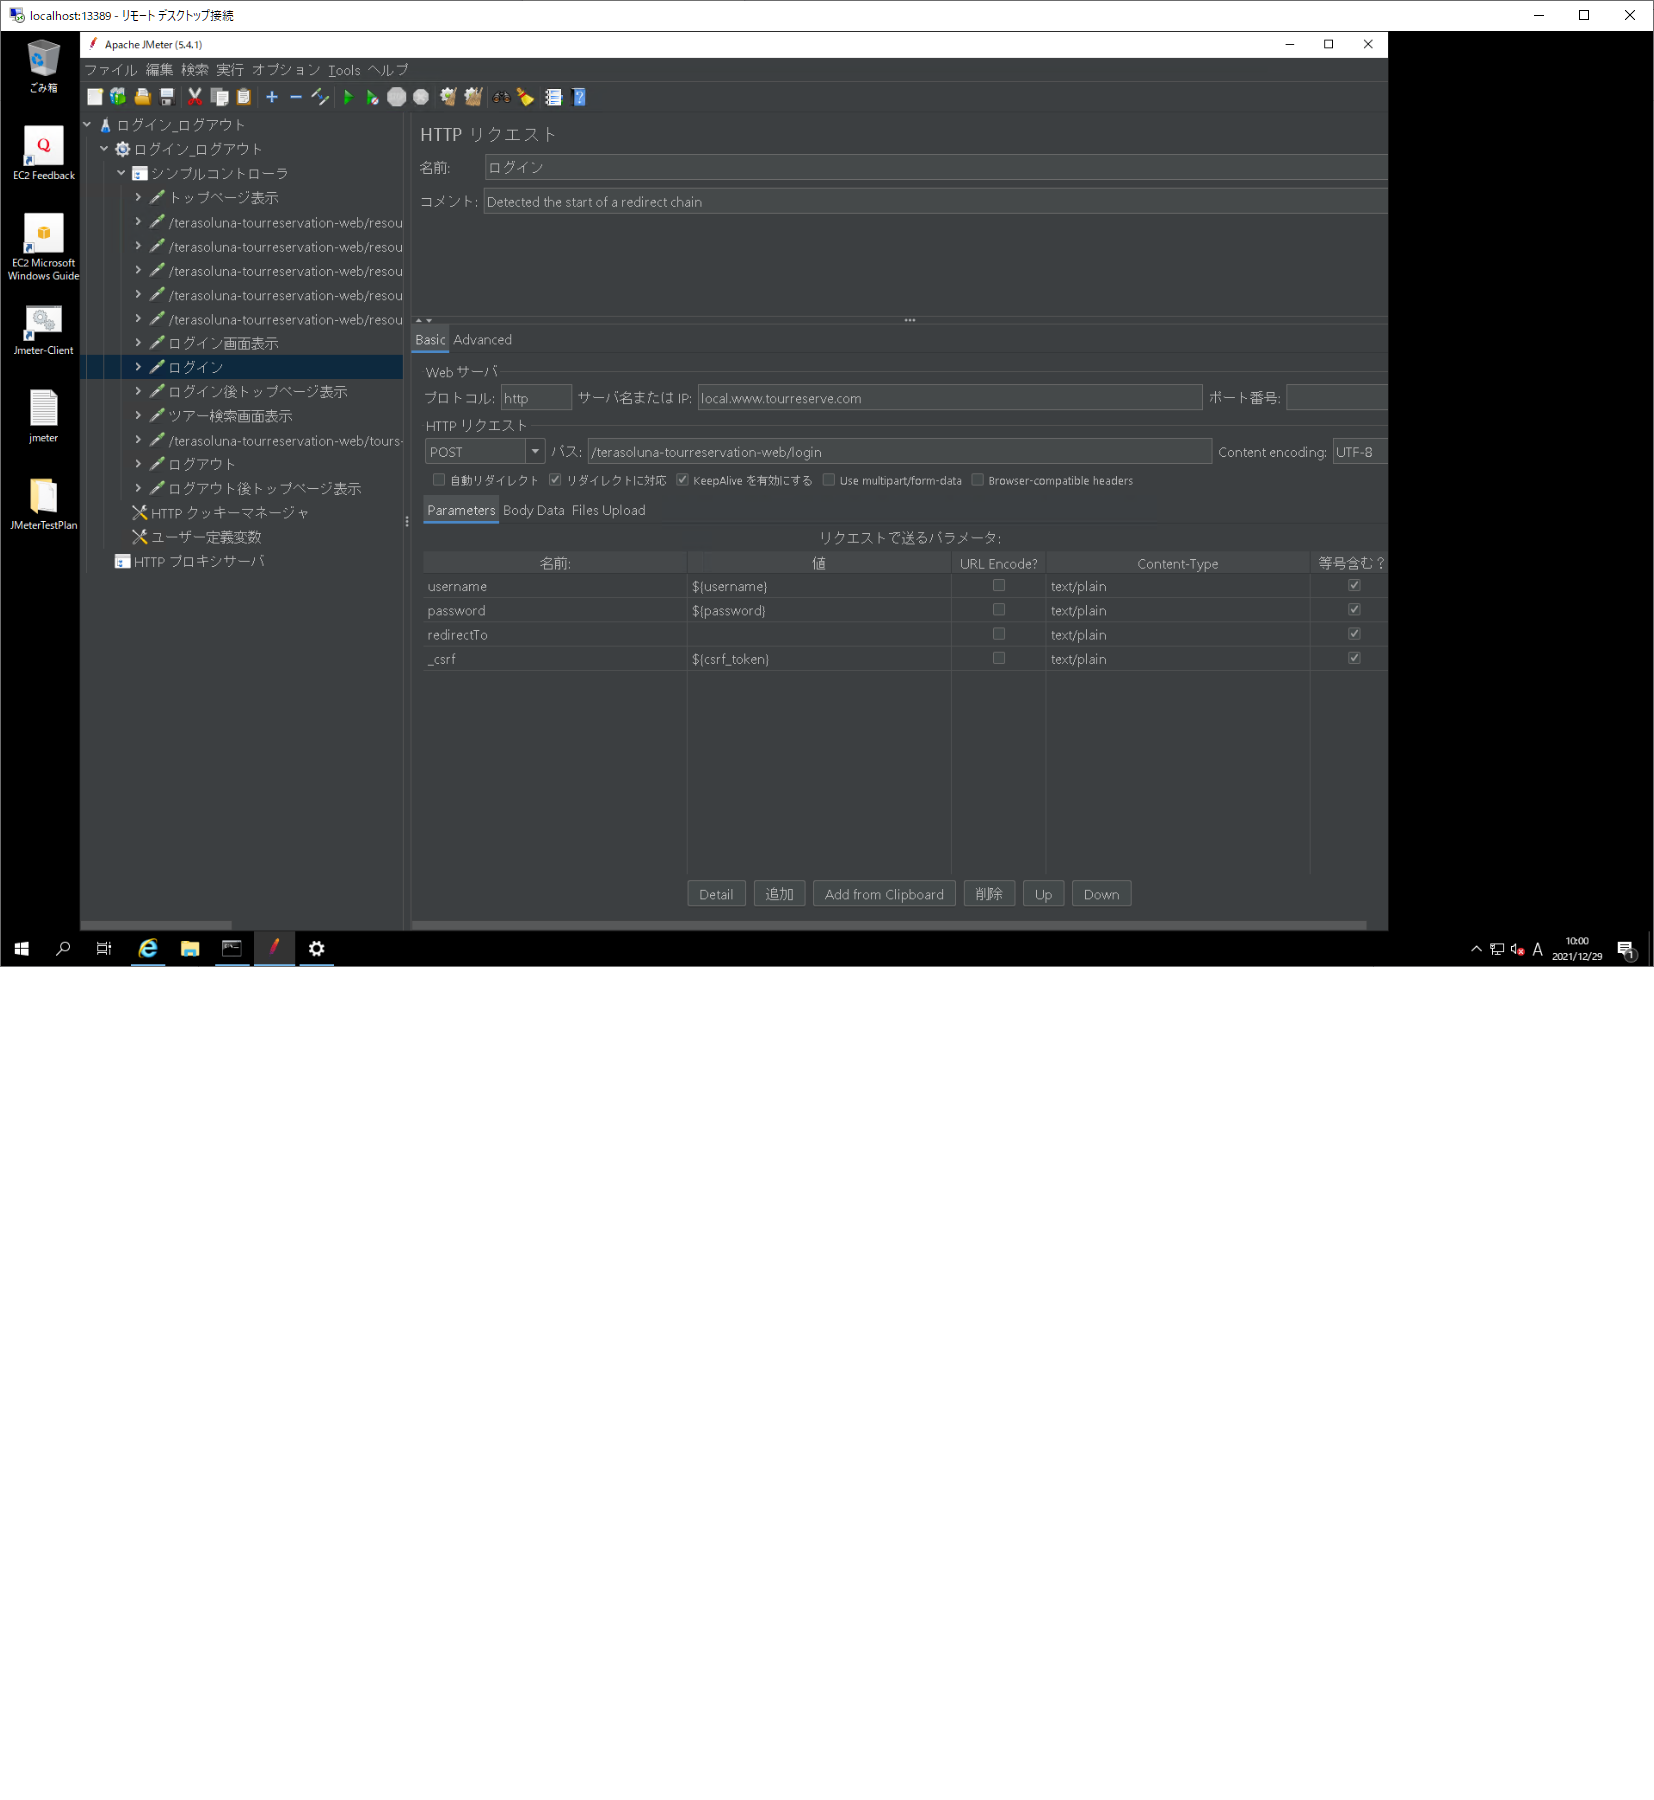 localhost:13389 - リモート デスクトップ接続
ごみ箱
EC2 Feedback
EC2 Microsoft
Windows Guide
Jmeter-Client
jmeter
JMeterTestPlan
Apache JMeter (5.4.1)
ファイル 編集 検索 実行 オプション Tools ヘルプ
ログイン_ログアウト
ログイン_ログアウト
シンプルコントローラ
トップページ表示
/terasoluna-tourreservation-web/resou
/terasoluna-tourreservation-web/resou
/terasoluna-tourreservation-web/resou
/terasoluna-tourreservation-web/resou
/terasoluna-tourreservation-web/resou
ログイン画面表示
ログイン
ログイン後トップページ表示
ツアー検索画面表示
/terasoluna-tourreservation-web/tours-
ログアウト
ログアウト後トップページ表示
HTTP クッキーマネージャ
ユーザー定義変数
HTTP プロキシサーバ
HTTP リクエスト
名前: ログイン
コメント: Detected the start of a redirect chain
Basic Advanced
Web サーバ
プロトコル: http サーバ名または IP: local.www.tourreserve.com ポート番号:
HTTP リクエスト
POST パス: /terasoluna-tourreservation-web/login Content encoding: UTF-8
自動リダイレクト リダイレクトに対応 KeepAlive を有効にする Use multipart/form-data Browser-compatible headers
Parameters Body Data Files Upload
リクエストで送るパラメータ:
名前: 値 URL Encode? Content-Type 等号含む？
username ${username} text/plain
password ${password} text/plain
redirectTo text/plain
_csrf ${csrf_token} text/plain
Detail 追加 Add from Clipboard 削除 Up Down
A 10:00
2021/12/29
1